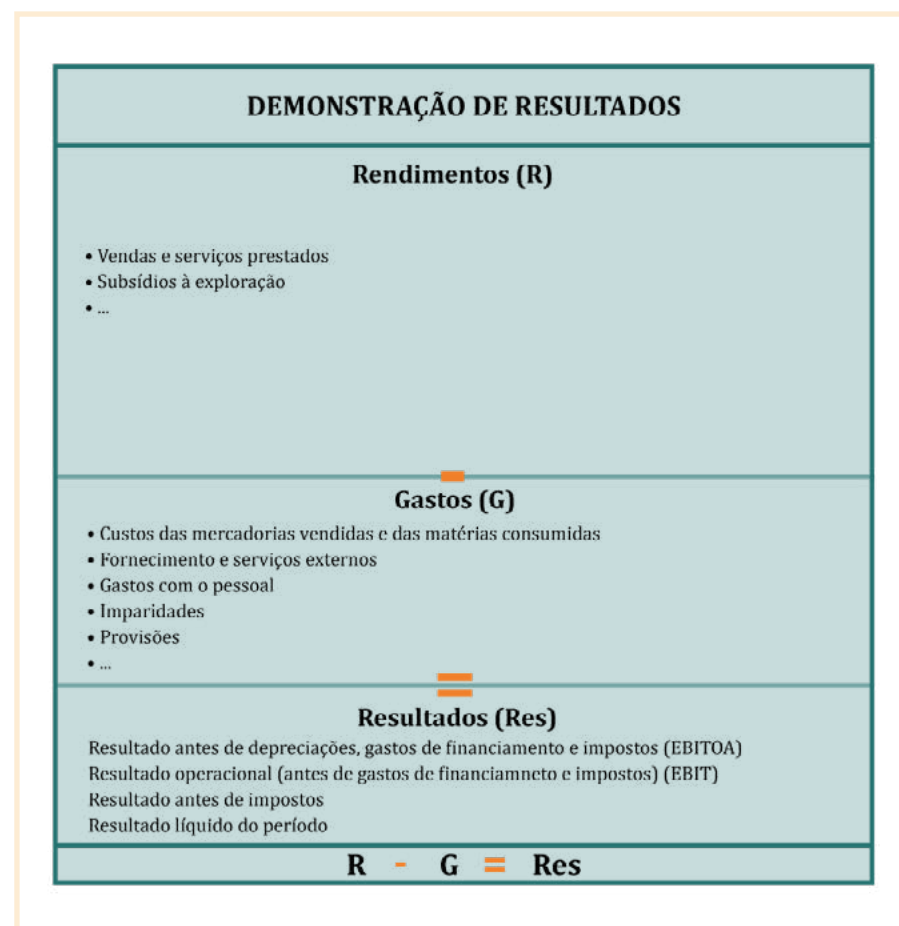 DEMONSTRAÇÃO DE RESULTADOS
Rendimentos (R)
• Vendas e serviços prestados
• Subsídios à exploração
• ...
-
Gastos (G)
• Custos das mercadorias vendidas e das matérias consumidas
• Fornecimento e serviços externos
• Gastos com o pessoal
• Imparidades
• Provisões
• ...
=
Resultados (Res)
Resultado antes de depreciações, gastos de financiamento e impostos (EBITOA)
Resultado operacional (antes de gastos de financiamneto e impostos) (EBIT)
Resultado antes de impostos
Resultado líquido do período
R - G = Res